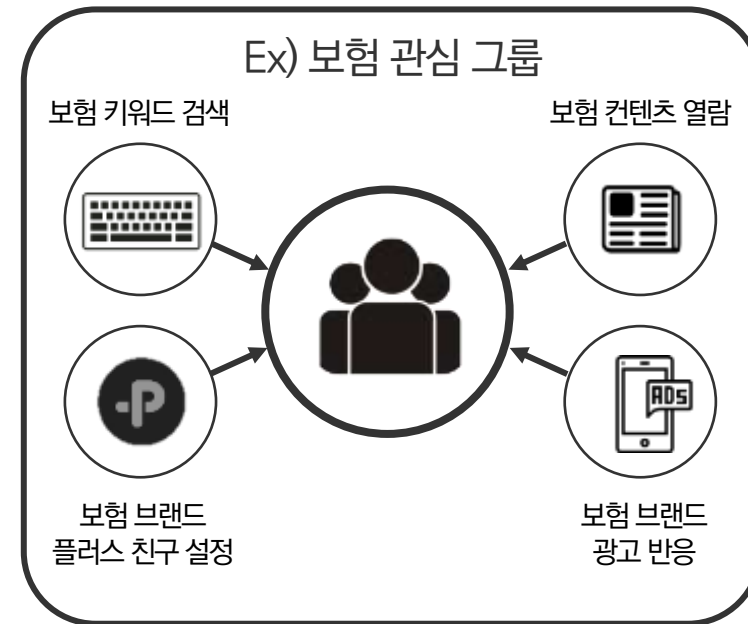 Ex) 보험 관심 그룹
보험 키워드 검색
보험 컨텐츠 열람
P
ADS
보험 브랜드
플러스 친구 설정
보험 브랜드
광고 반응